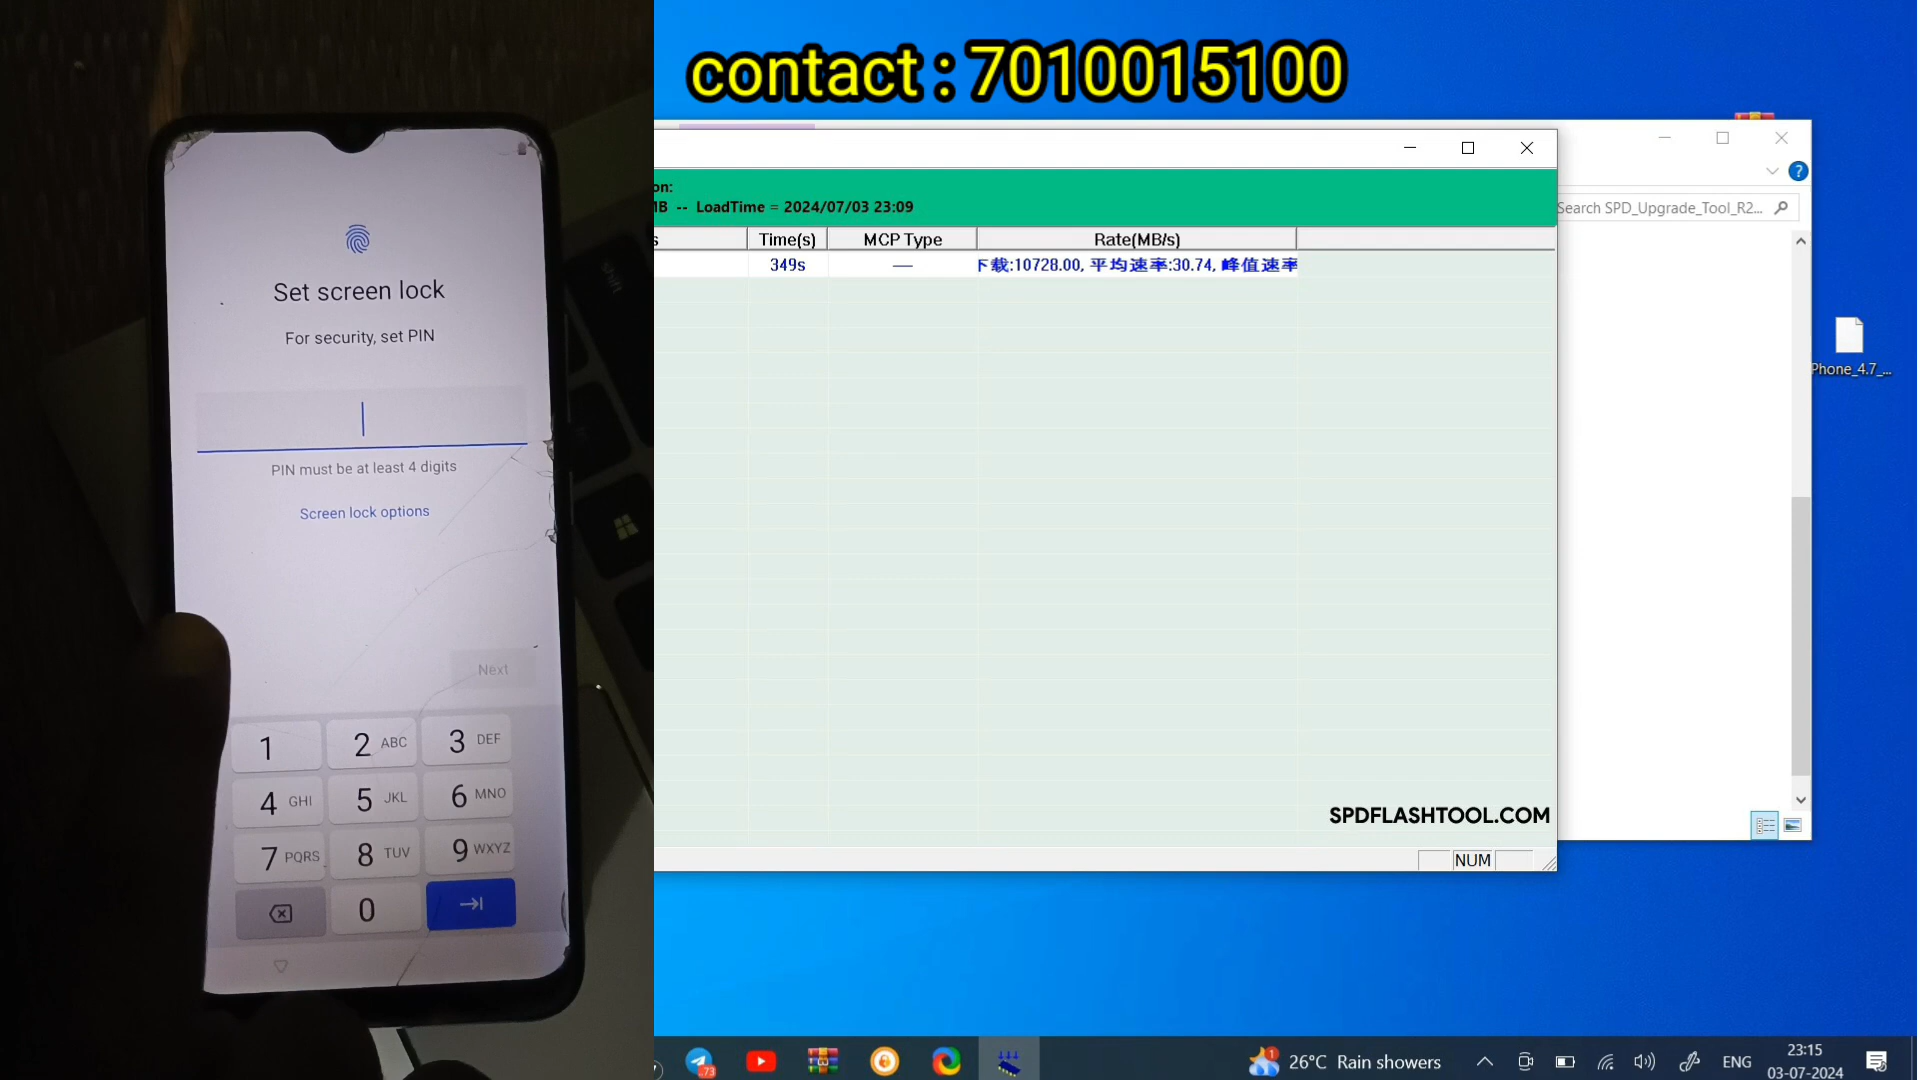 contact : 7010015100
Set screen lock
For security, set PIN
PIN must be at least 4 digits
Screen lock options
Next
1
2 ABC
3 DEF
4 GHI
5 JKL
6 MNO
7 PQRS
8 TUV
9 WXYZ
0
on:
MB -- LoadTime = 2024/07/03 23:09
s Time(s) MCP Type Rate(MB/s)
349s — 下载:10728.00, 平均速率:30.74, 峰值速率
SPDFLASHTOOL.COM
NUM
?
Search SPD_Upgrade_Tool_R2...
Phone_4.7_...
shift
73
1
26°C Rain showers
ENG
23:15
03-07-2024